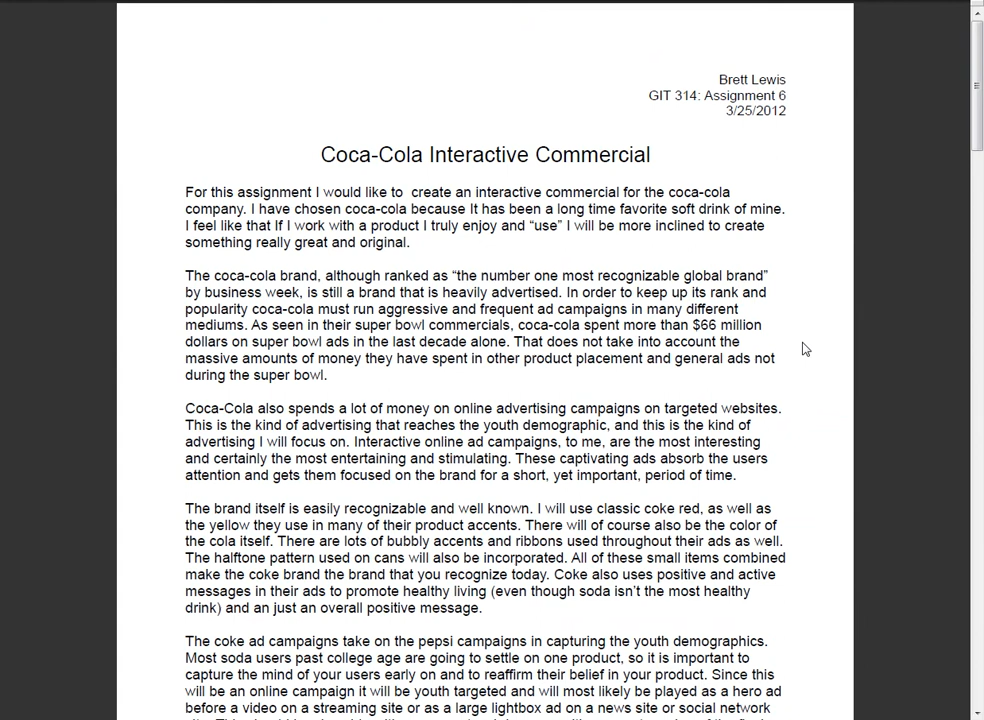 Brett Lewis
GIT 314: Assignment 6
3/25/2012
Coca-Cola Interactive Commercial
For this assignment I would like to  create an interactive commercial for the coca-cola
company. I have chosen coca-cola because It has been a long time favorite soft drink of mine.
I feel like that If I work with a product I truly enjoy and “use” I will be more inclined to create
something really great and original.
The coca-cola brand, although ranked as “the number one most recognizable global brand”
by business week, is still a brand that is heavily advertised. In order to keep up its rank and
popularity coca-cola must run aggressive and frequent ad campaigns in many different
mediums. As seen in their super bowl commercials, coca-cola spent more than $66 million
dollars on super bowl ads in the last decade alone. That does not take into account the
massive amounts of money they have spent in other product placement and general ads not
during the super bowl.
Coca-Cola also spends a lot of money on online advertising campaigns on targeted websites.
This is the kind of advertising that reaches the youth demographic, and this is the kind of
advertising I will focus on. Interactive online ad campaigns, to me, are the most interesting
and certainly the most entertaining and stimulating. These captivating ads absorb the users
attention and gets them focused on the brand for a short, yet important, period of time.
The brand itself is easily recognizable and well known. I will use classic coke red, as well as
the yellow they use in many of their product accents. There will of course also be the color of
the cola itself. There are lots of bubbly accents and ribbons used throughout their ads as well.
The halftone pattern used on cans will also be incorporated. All of these small items combined
make the coke brand the brand that you recognize today. Coke also uses positive and active
messages in their ads to promote healthy living (even though soda isn’t the most healthy
drink) and an just an overall positive message.
The coke ad campaigns take on the pepsi campaigns in capturing the youth demographics.
Most soda users past college age are going to settle on one product, so it is important to
capture the mind of your users early on and to reaffirm their belief in your product. Since this
will be an online campaign it will be youth targeted and will most likely be played as a hero ad
before a video on a streaming site or as a large lightbox ad on a news site or social network